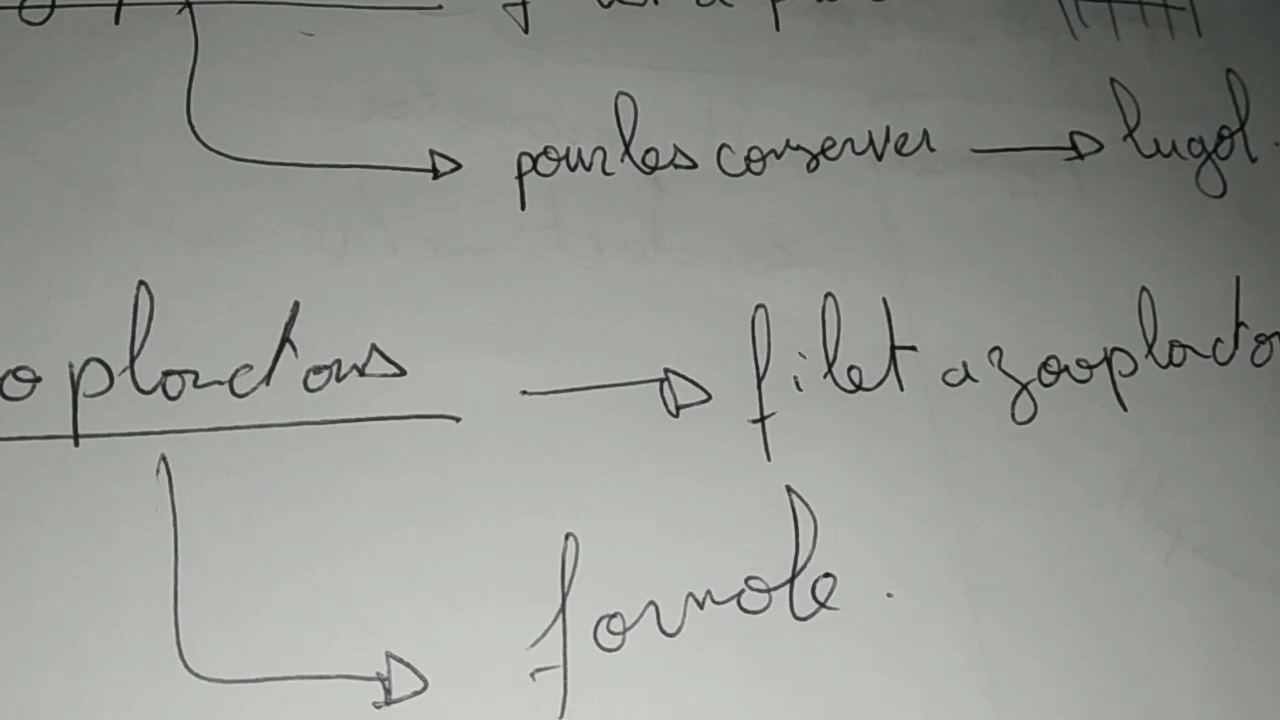 pour les conserver → lugol.
oplanctons → filet a zooplancto
formole.